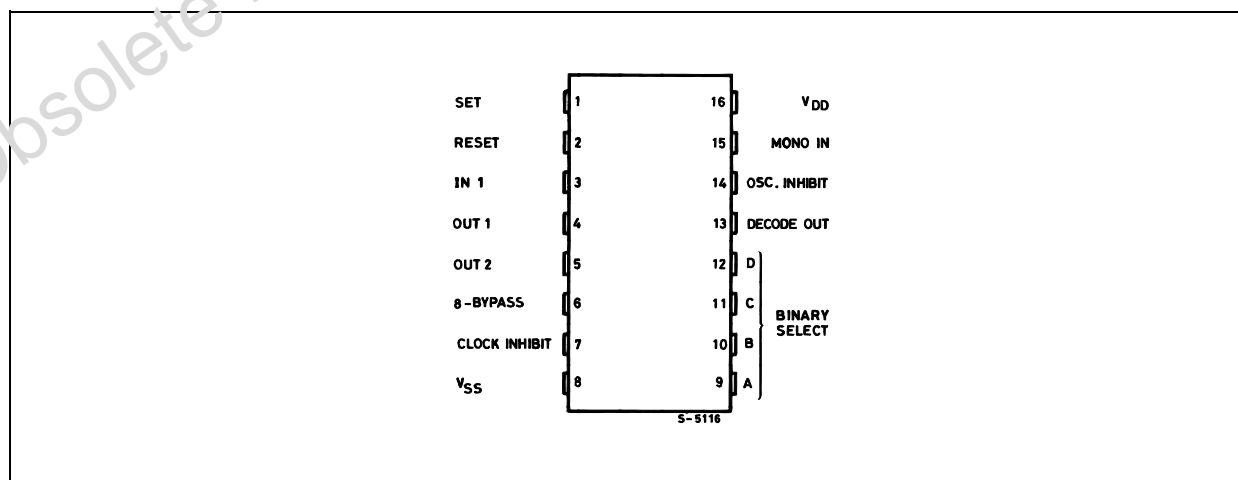 obsolete
SET 1
RESET 2
IN 1 3
OUT 1 4
OUT 2 5
8-BYPASS 6
CLOCK INHIBIT 7
VSS 8
16 VDD
15 MONO IN
14 OSC. INHIBIT
13 DECODE OUT
12 D
11 C
10 B
9 A
BINARY
SELECT
S-5116